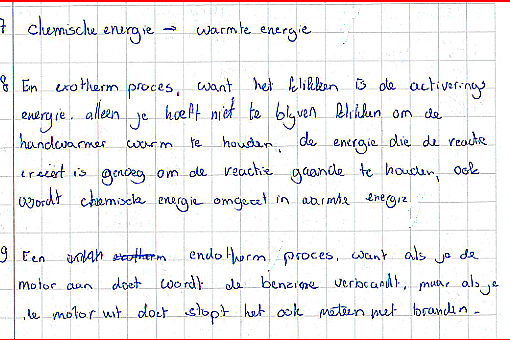 7 chemische energie → warmte energie
8 En exotherm proces, want het klikken is de activerings
energie. alleen je hoeft niet te blyven klikken om de
handwarmer warm te houden, de energie die de reactie
creëert is genoeg om de reactie gaande te houden, ook
wordt chemische energie omgezet in warmte energie
9 Een endotherm proces, want als je de
motor aan doet wordt de benzine verbrandt, maar als je
de motor uit doet stopt het ook meteen met branden.